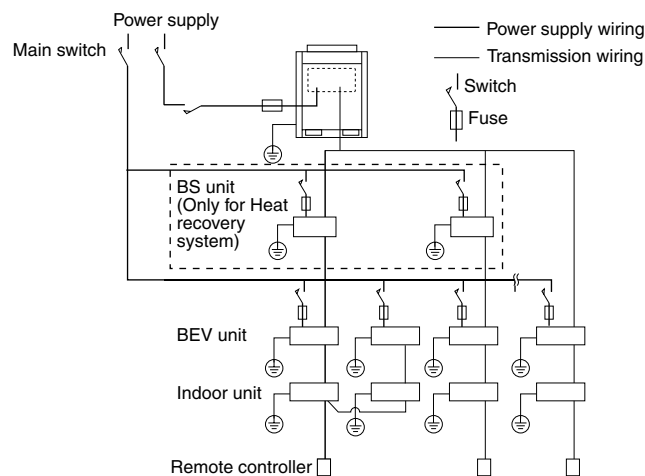 Power supply
Main switch
Power supply wiring
Transmission wiring
Switch
Fuse
BS unit
(Only for Heat
recovery
system)
BEV unit
Indoor unit
Remote controller